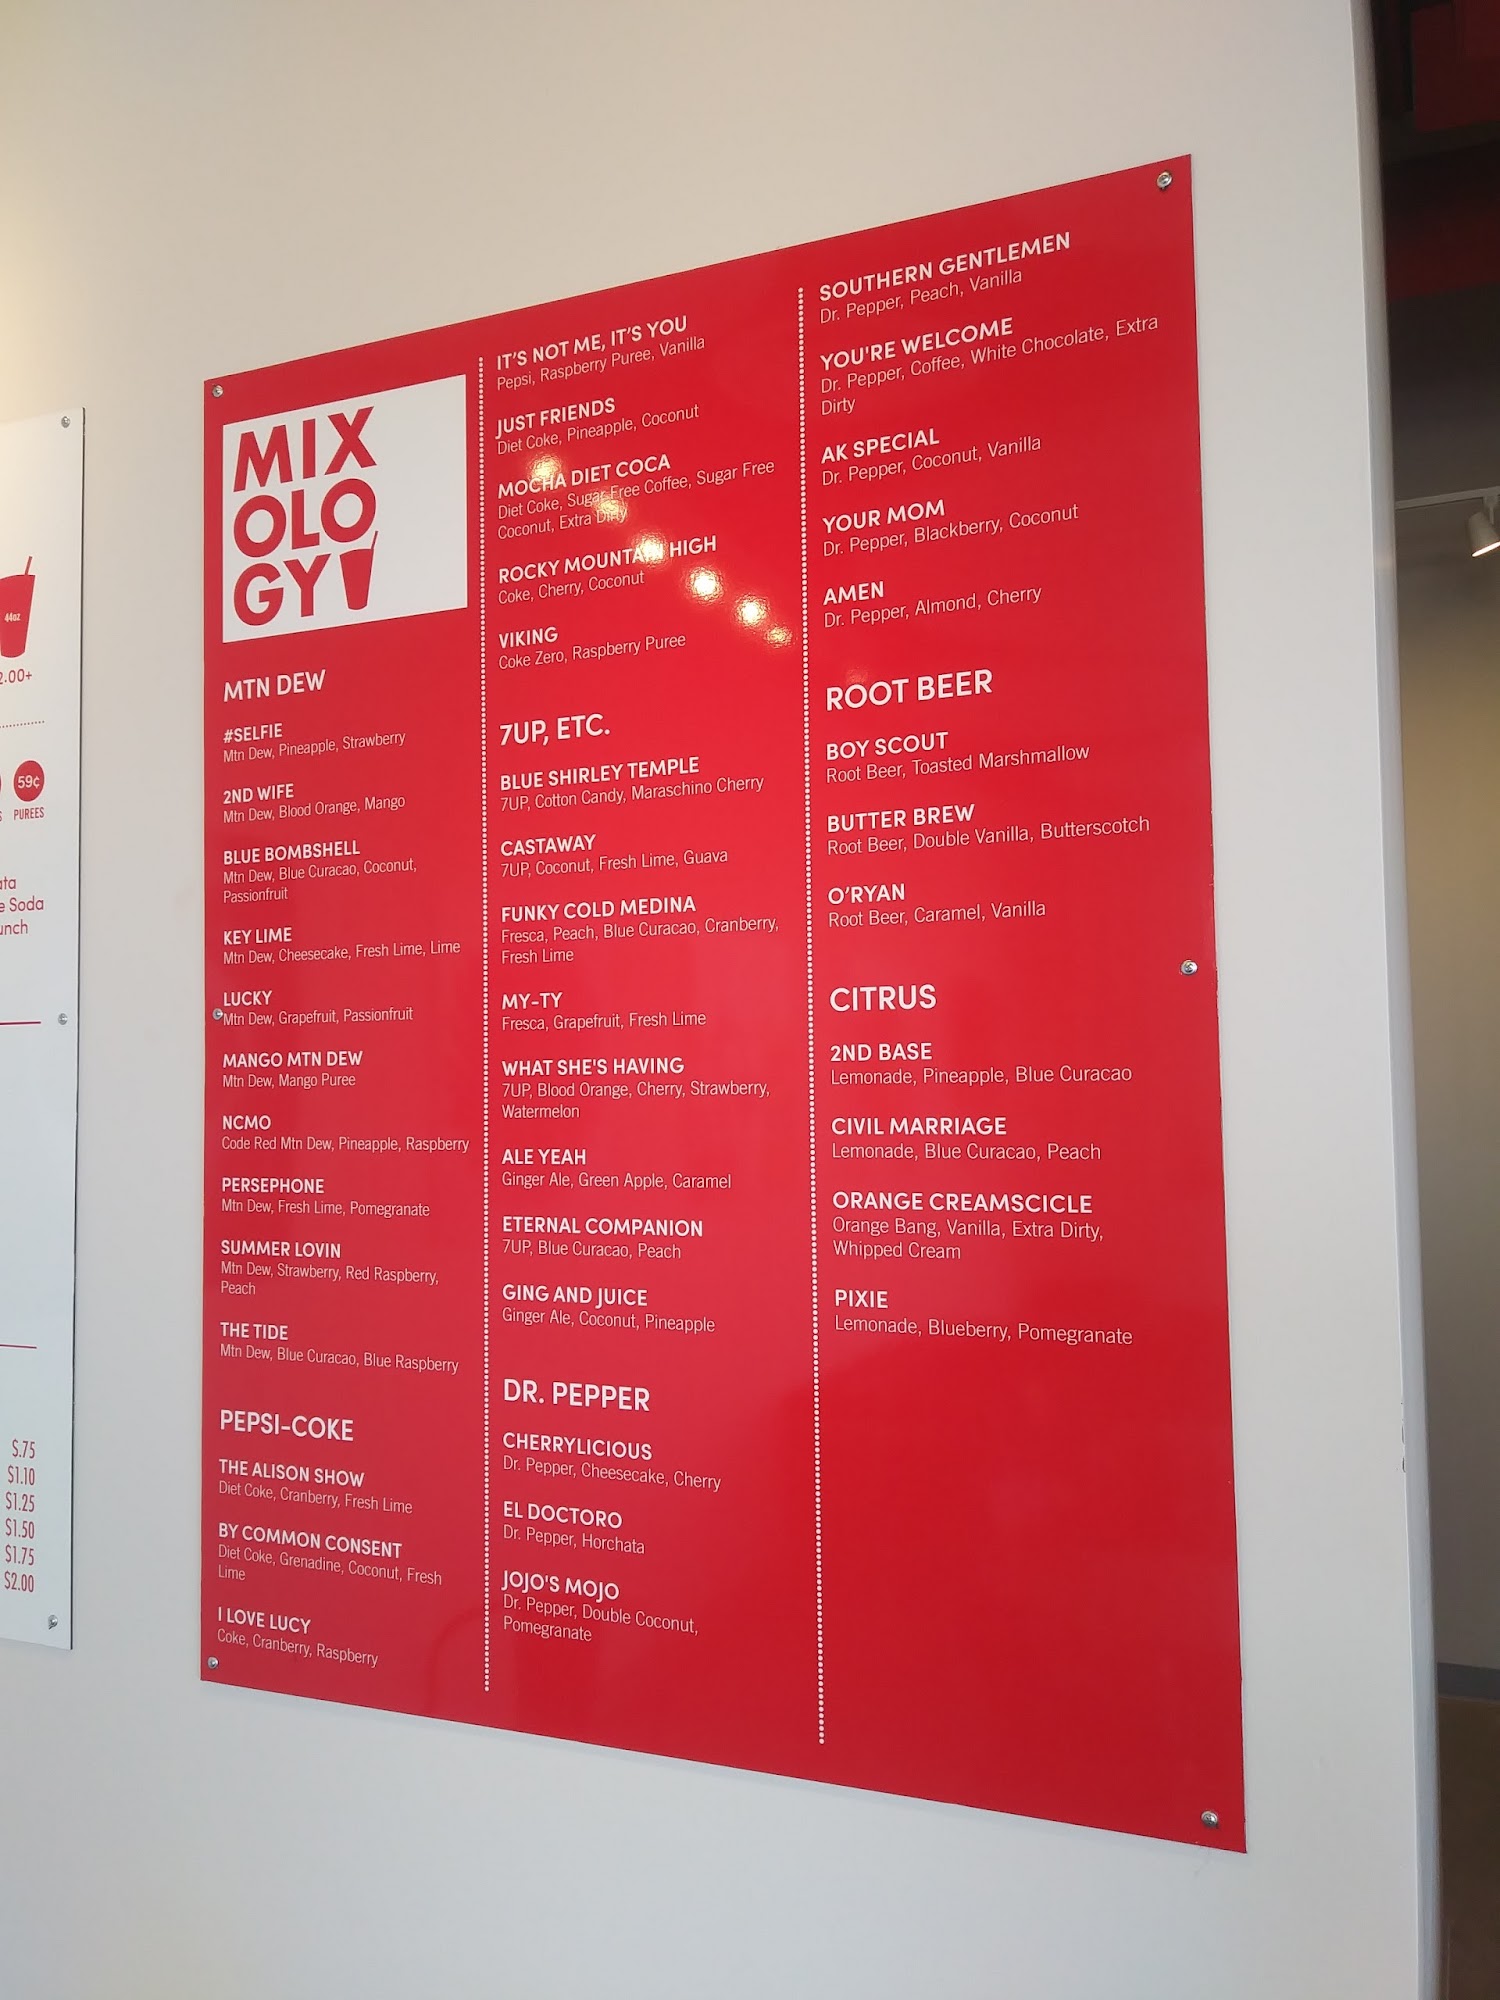 44oz
2.00+
59¢
PUREES
e Soda
$.75
$1.10
$1.25
$1.50
$1.75
$2.00
MIX
OLO
GY
MTN DEW
#SELFIE
Mtn Dew, Pineapple, Strawberry
2ND WIFE
Mtn Dew, Blood Orange, Mango
BLUE BOMBSHELL
Mtn Dew, Blue Curacao, Coconut,
Passionfruit
KEY LIME
Mtn Dew, Cheesecake, Fresh Lime, Lime
LUCKY
Mtn Dew, Grapefruit, Passionfruit
MANGO MTN DEW
Mtn Dew, Mango Puree
NCMO
Code Red Mtn Dew, Pineapple, Raspberry
PERSEPHONE
Mtn Dew, Fresh Lime, Pomegranate
SUMMER LOVIN
Mtn Dew, Strawberry, Red Raspberry,
Peach
THE TIDE
Mtn Dew, Blue Curacao, Blue Raspberry
PEPSI-COKE
THE ALISON SHOW
Diet Coke, Cranberry, Fresh Lime
BY COMMON CONSENT
Diet Coke, Grenadine, Coconut, Fresh
Lime
I LOVE LUCY
Coke, Cranberry, Raspberry
IT'S NOT ME, IT'S YOU
Pepsi, Raspberry Puree, Vanilla
JUST FRIENDS
Diet Coke, Pineapple, Coconut
MOCHA DIET COCA
Diet Coke, Sugar Free Coffee, Sugar Free
Coconut, Extra Dirty
ROCKY MOUNTAIN HIGH
Coke, Cherry, Coconut
VIKING
Coke Zero, Raspberry Puree
7UP, ETC.
BLUE SHIRLEY TEMPLE
7UP, Cotton Candy, Maraschino Cherry
CASTAWAY
7UP, Coconut, Fresh Lime, Guava
FUNKY COLD MEDINA
Fresca, Peach, Blue Curacao, Cranberry,
Fresh Lime
MY-TY
Fresca, Grapefruit, Fresh Lime
WHAT SHE'S HAVING
7UP, Blood Orange, Cherry, Strawberry,
Watermelon
ALE YEAH
Ginger Ale, Green Apple, Caramel
ETERNAL COMPANION
7UP, Blue Curacao, Peach
GING AND JUICE
Ginger Ale, Coconut, Pineapple
DR. PEPPER
CHERRYLICIOUS
Dr. Pepper, Cheesecake, Cherry
EL DOCTORO
Dr. Pepper, Horchata
JOJO'S MOJO
Dr. Pepper, Double Coconut,
Pomegranate
SOUTHERN GENTLEMEN
Dr. Pepper, Peach, Vanilla
YOU'RE WELCOME
Dr. Pepper, Coffee, White Chocolate, Extra
Dirty
AK SPECIAL
Dr. Pepper, Coconut, Vanilla
YOUR MOM
Dr. Pepper, Blackberry, Coconut
AMEN
Dr. Pepper, Almond, Cherry
ROOT BEER
BOY SCOUT
Root Beer, Toasted Marshmallow
BUTTER BREW
Root Beer, Double Vanilla, Butterscotch
O'RYAN
Root Beer, Caramel, Vanilla
CITRUS
2ND BASE
Lemonade, Pineapple, Blue Curacao
CIVIL MARRIAGE
Lemonade, Blue Curacao, Peach
ORANGE CREAMSCICLE
Orange Bang, Vanilla, Extra Dirty,
Whipped Cream
PIXIE
Lemonade, Blueberry, Pomegranate